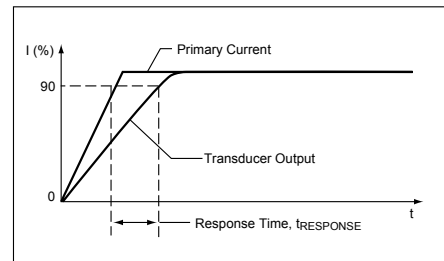 I (%)
Primary Current
90
Transducer Output
0
t
Response Time, tRESPONSE